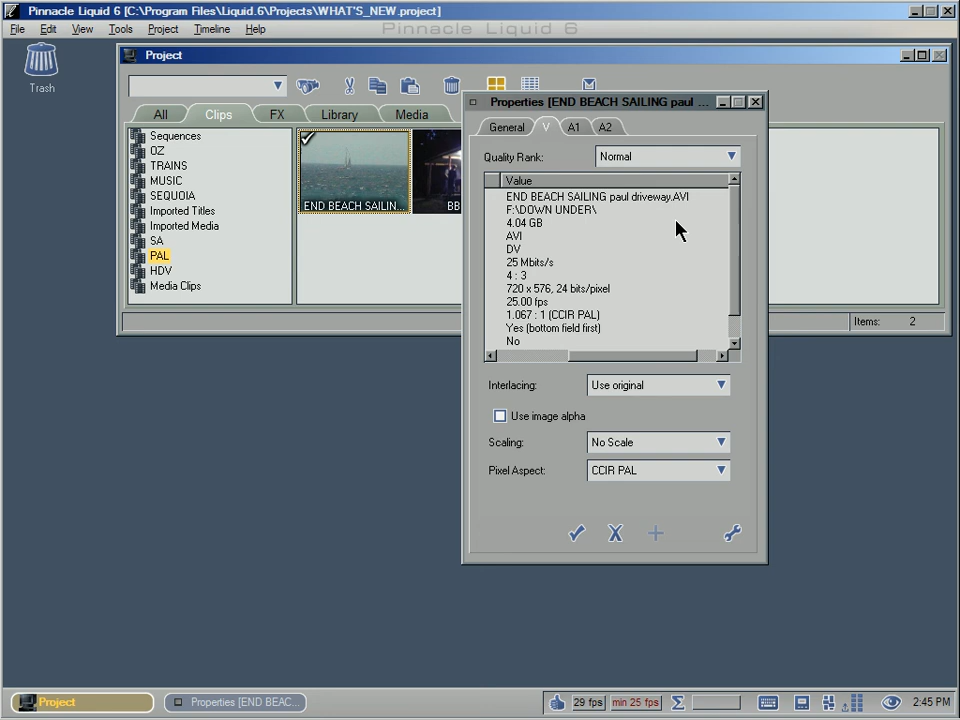 Pinnacle Liquid 6 [C:\Program Files\Liquid.6\Projects\WHAT'S_NEW.project]
File Edit View Tools Project Timeline Help
Pinnacle Liquid 6
Trash
Project
All Clips FX Library Media
Sequences
OZ
TRAINS
MUSIC
SEQUOIA
Imported Titles
Imported Media
SA
PAL
HDV
Media Clips
END BEACH SAILIN...
BB
Items: 2
Properties [END BEACH SAILING paul ...
General V A1 A2
Quality Rank: Normal
Value
END BEACH SAILING paul driveway.AVI
F:\DOWN UNDER\
4.04 GB
AVI
DV
25 Mbits/s
4 : 3
720 x 576, 24 bits/pixel
25.00 fps
1.067 : 1 (CCIR PAL)
Yes (bottom field first)
No
Interlacing: Use original
Use image alpha
Scaling: No Scale
Pixel Aspect: CCIR PAL
Project
Properties [END BEAC...
29 fps min 25 fps
2:45 PM